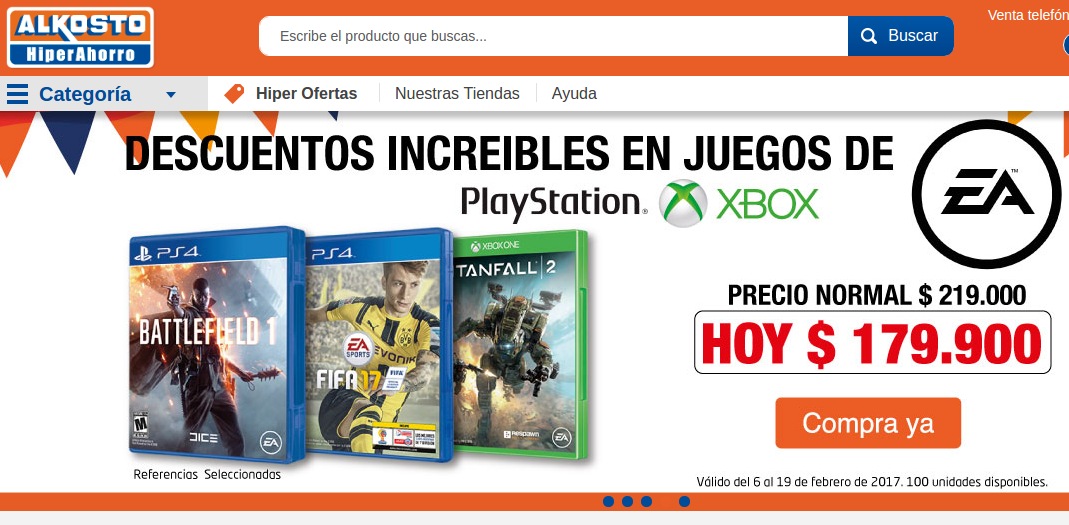 ALKOSTO
HiperAhorro
Escribe el producto que buscas...
Buscar
Venta telefón
Categoría
Hiper Ofertas
Nuestras Tiendas
Ayuda
DESCUENTOS INCREIBLES EN JUEGOS DE
PlayStation®
XBOX
EA™
PS4
BATTLEFIELD 1
M
DICE
EA
PS4
EVONIK
EA
SPORTS
FIFA 17
XBOX ONE
TANFALL | 2
Respawn
EA
PRECIO NORMAL $ 219.000
HOY $ 179.900
Compra ya
Referencias Seleccionadas
Válido del 6 al 19 de febrero de 2017. 100 unidades disponibles.